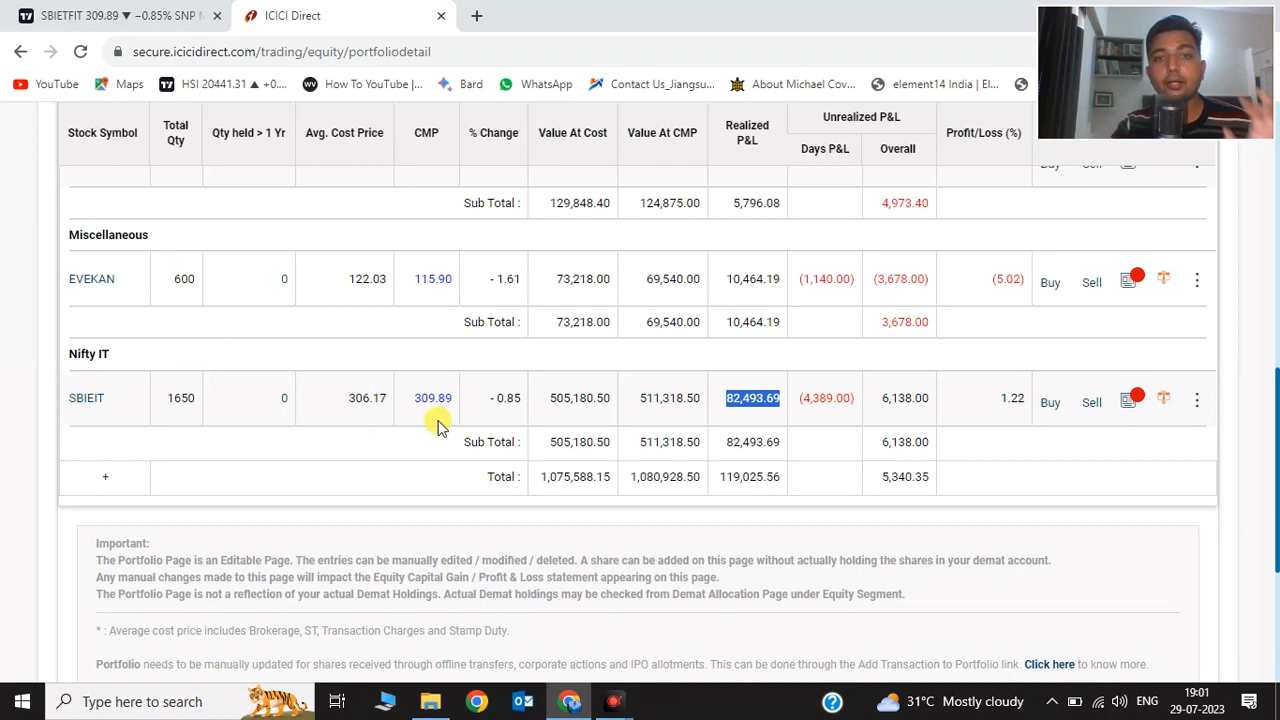 SBIETFIT 309.89 ▼ −0.85% SNP M
ICICI Direct
secure.icicidirect.com/trading/equity/portfoliodetail
YouTube Maps HSI 20441.31 ▲ +0.... How To YouTube |... Bard WhatsApp Contact_Us_Jiangsu... About Michael Cov... element14 India | El...
Stock Symbol Total Qty Qty held > 1 Yr Avg. Cost Price CMP % Change Value At Cost Value At CMP Realized P&L Unrealized P&L Days P&L Overall Profit/Loss (%)
Buy Sell
Sub Total : 129,848.40 124,875.00 5,796.08 4,973.40
Miscellaneous
EVEKAN 600 0 122.03 115.90 - 1.61 73,218.00 69,540.00 10,464.19 (1,140.00) (3,678.00) (5.02) Buy Sell
Sub Total : 73,218.00 69,540.00 10,464.19 3,678.00
Nifty IT
SBIEIT 1650 0 306.17 309.89 - 0.85 505,180.50 511,318.50 82,493.69 (4,389.00) 6,138.00 1.22 Buy Sell
Sub Total : 505,180.50 511,318.50 82,493.69 6,138.00
+ Total : 1,075,588.15 1,080,928.50 119,025.56 5,340.35
Important:
The Portfolio Page is an Editable Page. The entries can be manually edited / modified / deleted. A share can be added on this page without actually holding the shares in your demat account.
Any manual changes made to this page will impact the Equity Capital Gain / Profit & Loss statement appearing on this page.
The Portfolio Page is not a reflection of your actual Demat Holdings. Actual Demat holdings may be checked from Demat Allocation Page under Equity Segment.
* : Average cost price includes Brokerage, ST, Transaction Charges and Stamp Duty.
Portfolio needs to be manually updated for shares received through offline transfers, corporate actions and IPO allotments. This can be done through the Add Transaction to Portfolio link. Click here to know more.
Type here to search
31°C Mostly cloudy
ENG
19:01
29-07-2023